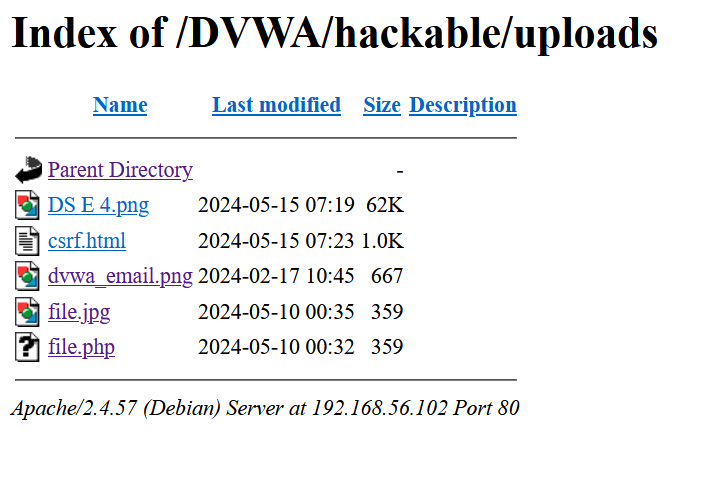 Index of /DVWA/hackable/uploads
Name Last modified Size Description
Parent Directory -
DS E 4.png 2024-05-15 07:19 62K
csrf.html 2024-05-15 07:23 1.0K
dvwa_email.png 2024-02-17 10:45 667
file.jpg 2024-05-10 00:35 359
file.php 2024-05-10 00:32 359
Apache/2.4.57 (Debian) Server at 192.168.56.102 Port 80